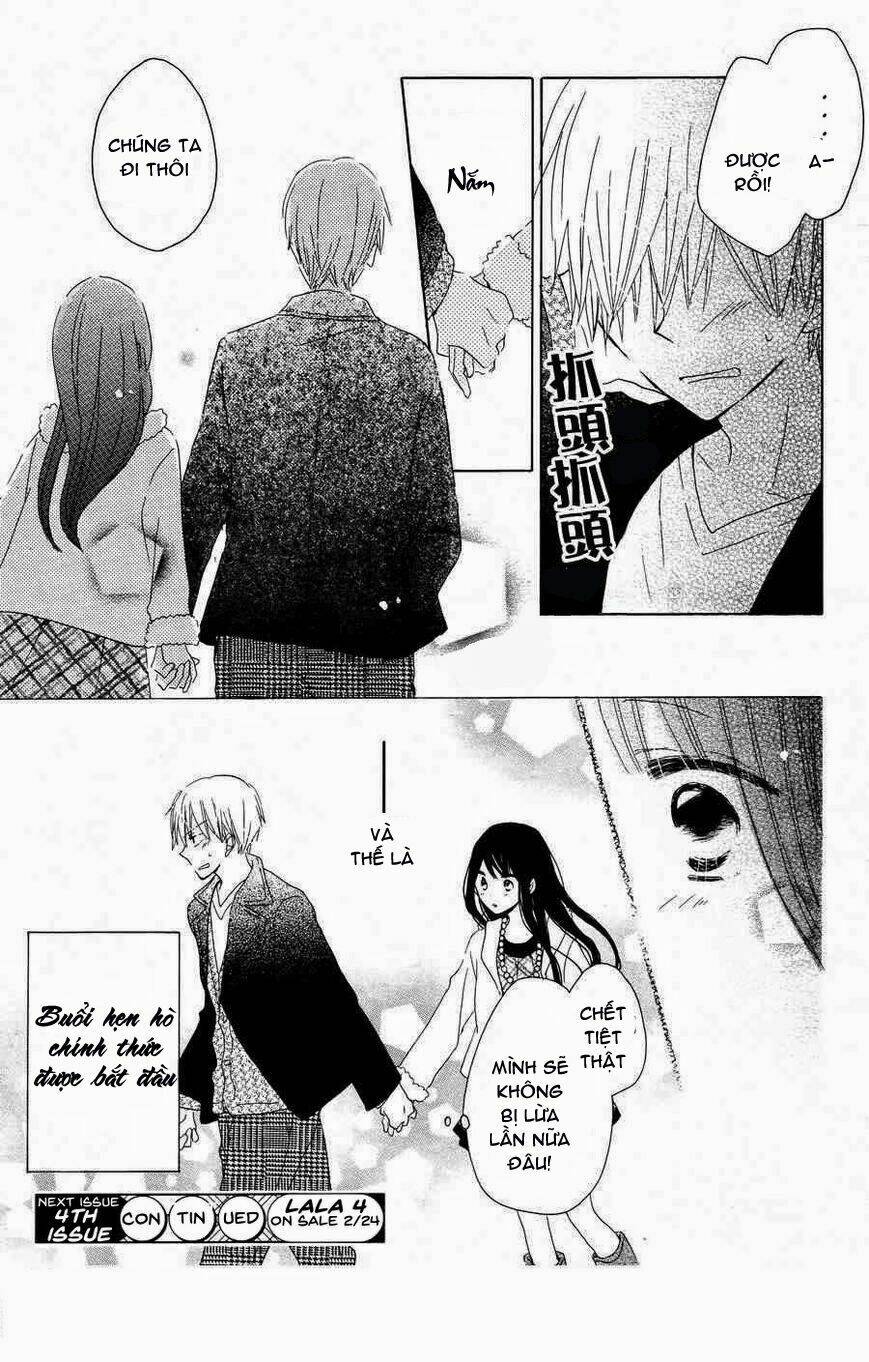 . . . . .
A-
ĐƯỢC
RỒI!
抓頭抓頭
Nắm
CHÚNG TA
ĐI THÔI
VÀ
THẾ LÀ
CHẾT
TIỆT
THẬT
MÌNH SẼ
KHÔNG
BỊ LỪA
LẦN NỮA
ĐÂU!
Buổi hẹn hò
chính thức
được bắt đầu
NEXT ISSUE
4TH
ISSUE
CON TIN UED
LALA 4
ON SALE 2/24